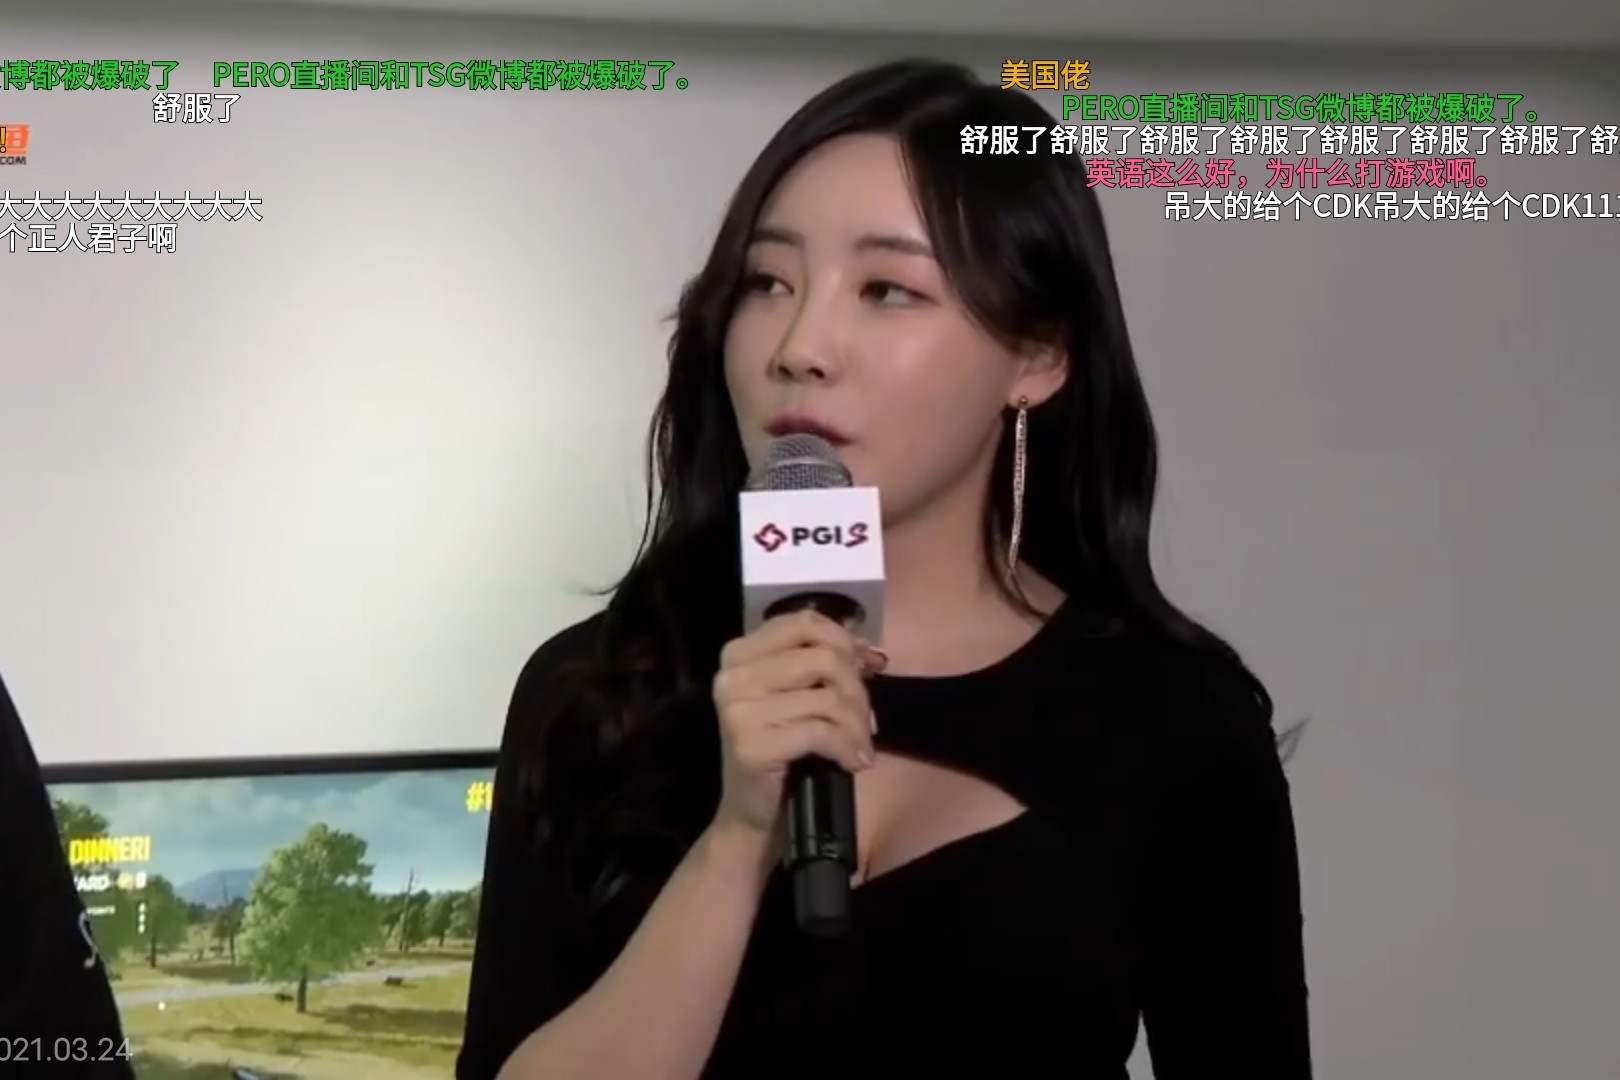 博都被爆破了 PERO直播间和TSG微博都被爆破了。
美国佬
舒服了
PERO直播间和TSG微博都被爆破了。
!
.COM
舒服了舒服了舒服了舒服了舒服了舒服了舒服了舒
英语这么好，为什么打游戏啊。
大大大大大大大大大
吊大的给个CDK吊大的给个CDK111
个正人君子啊
PGIS
#
DINNER!
021.03.24